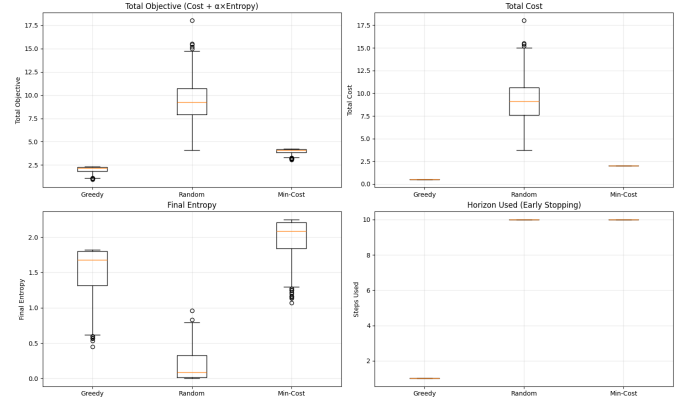 Total Objective (Cost + α×Entropy)
Total Objective
17.5
15.0
12.5
10.0
7.5
5.0
2.5
Greedy
Random
Min-Cost
Total Cost
Total Cost
17.5
15.0
12.5
10.0
7.5
5.0
2.5
0.0
Greedy
Random
Min-Cost
Final Entropy
Final Entropy
2.0
1.5
1.0
0.5
0.0
Greedy
Random
Min-Cost
Horizon Used (Early Stopping)
Steps Used
10
8
6
4
2
Greedy
Random
Min-Cost